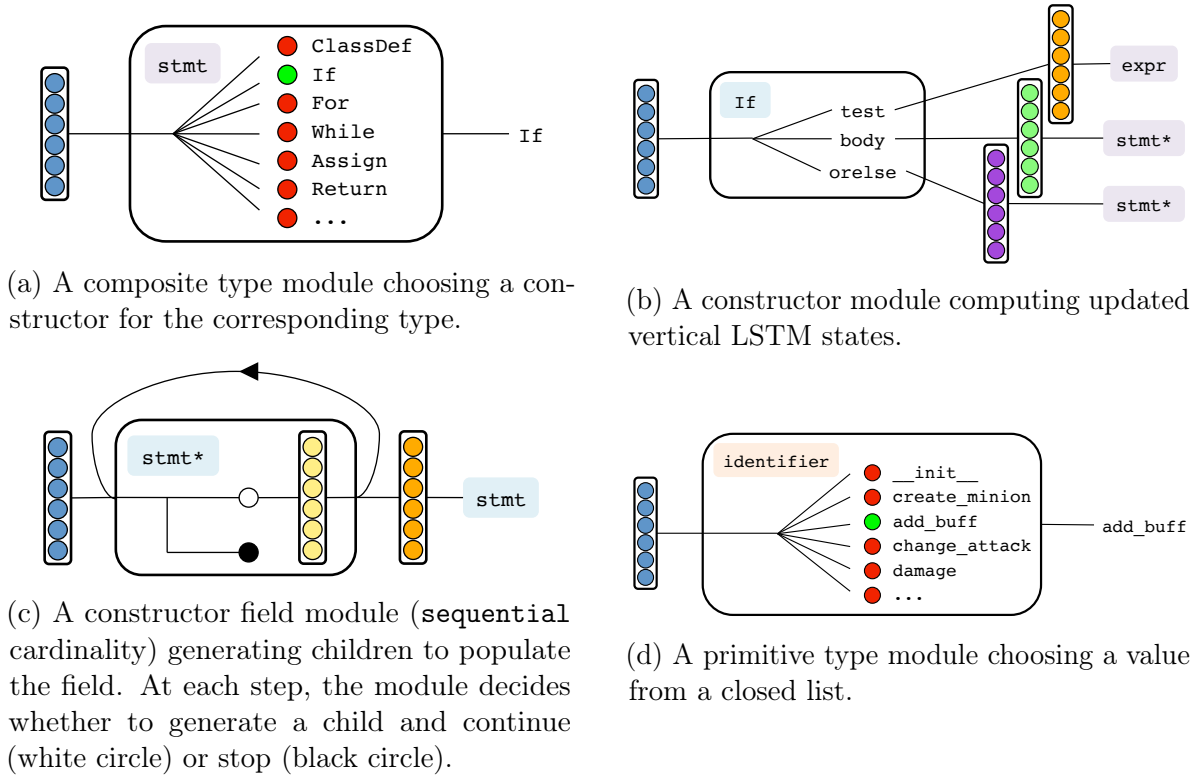 stmt
ClassDef
If
For
While
Assign
Return
...
If
(a) A composite type module choosing a con-
structor for the corresponding type.
If
test
body
orelse
expr
stmt*
stmt*
(b) A constructor module computing updated
vertical LSTM states.
stmt*
stmt
(c) A constructor field module (sequential
cardinality) generating children to populate
the field. At each step, the module decides
whether to generate a child and continue
(white circle) or stop (black circle).
identifier
__init__
create_minion
add_buff
change_attack
damage
...
add_buff
(d) A primitive type module choosing a value
from a closed list.